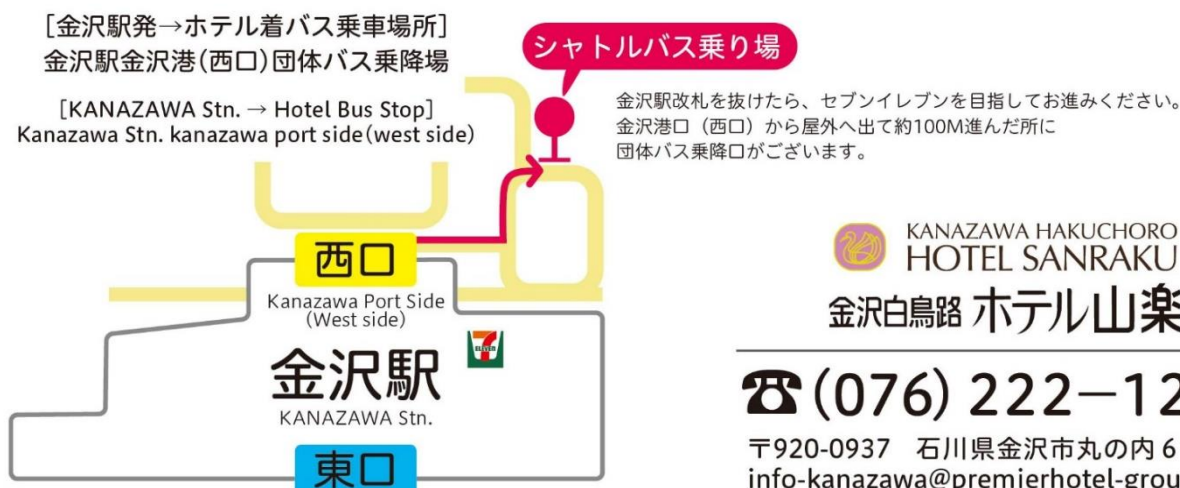 [金沢駅発→ホテル着バス乗車場所]
金沢駅金沢港(西口)団体バス乗降場
[KANAZAWA Stn. → Hotel Bus Stop]
Kanazawa Stn. kanazawa port side(west side)
シャトルバス乗り場
金沢駅改札を抜けたら、セブンイレブンを目指してお進みください。
金沢港口（西口）から屋外へ出て約100M進んだ所に
団体バス乗降口がございます。
西口
Kanazawa Port Side
(West side)
7
ELEVEN
金沢駅
KANAZAWA Stn.
東口
KANAZAWA HAKUCHORO
HOTEL SANRAKU
金沢白鳥路 ホテル山楽
☎(076) 222－12
〒920-0937　石川県金沢市丸の内6
info-kanazawa@premierhotel-grou